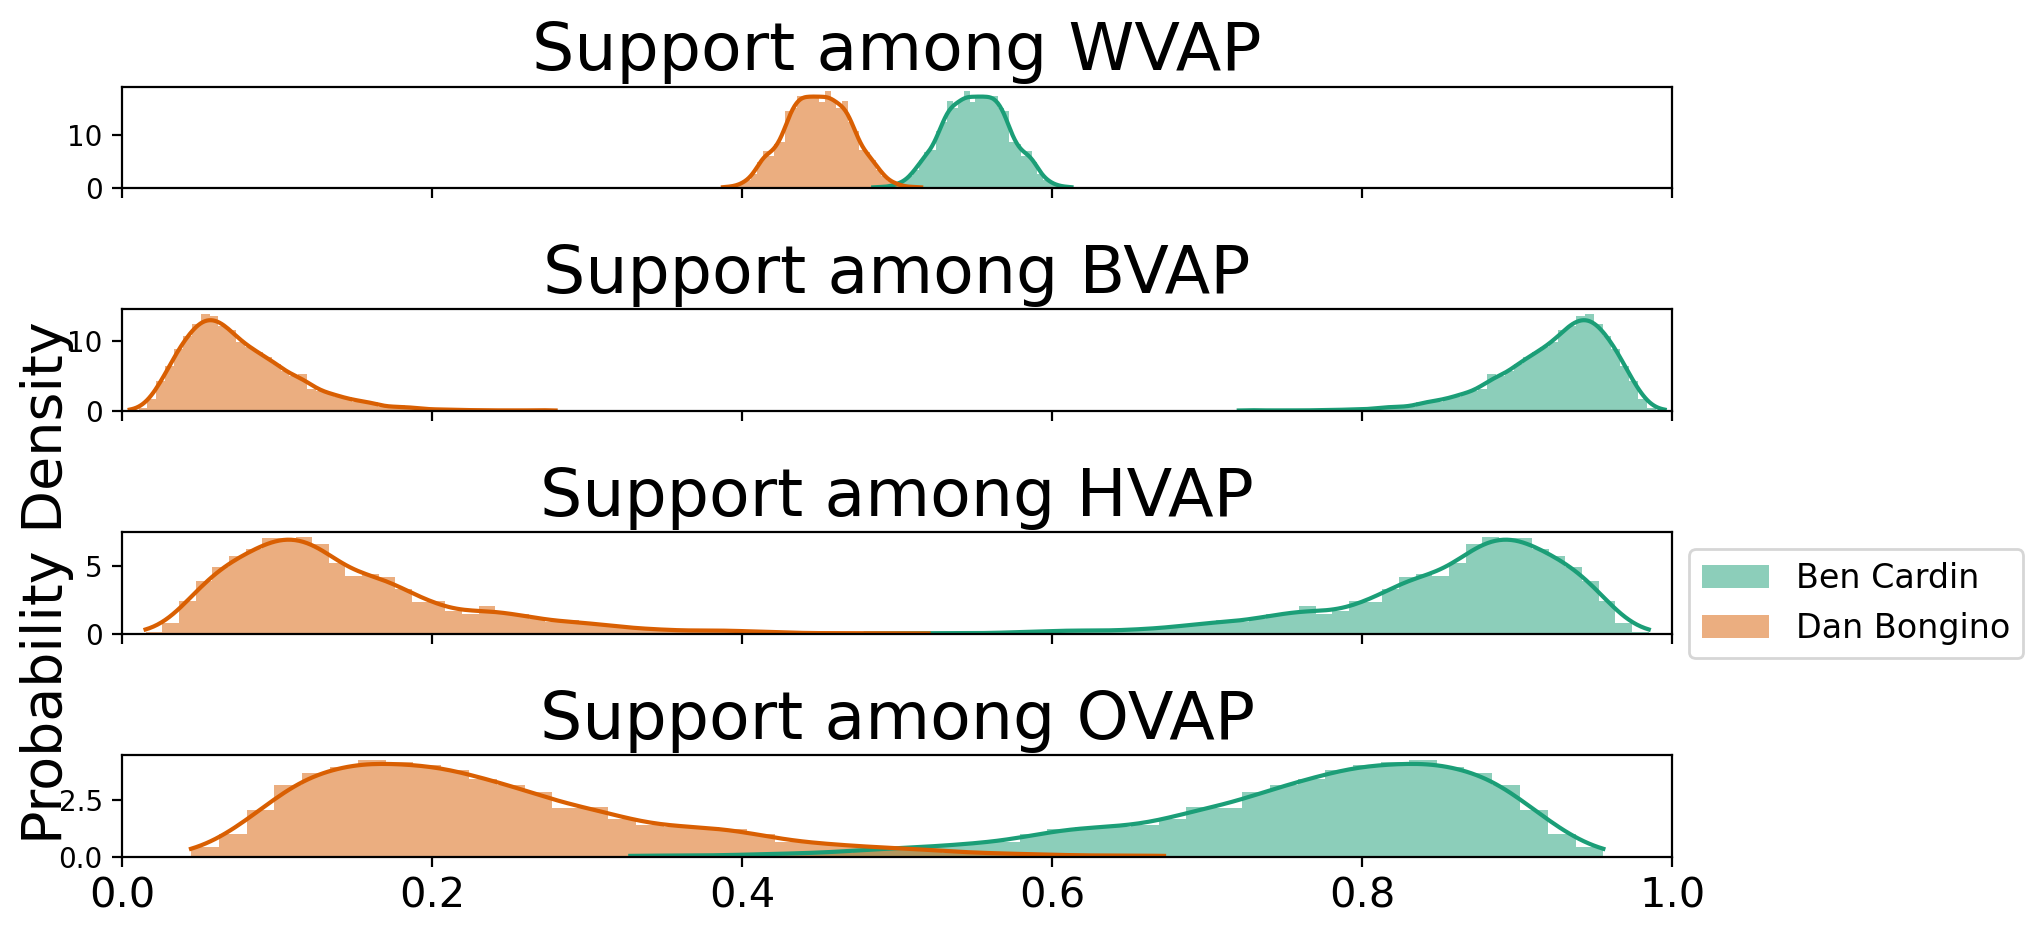 Support among WVAP
10
0
Support among BVAP
10
0
Support among HVAP
5
0
Support among OVAP
2.5
0.0
0.0 0.2 0.4 0.6 0.8 1.0
Probability Density
Ben Cardin
Dan Bongino